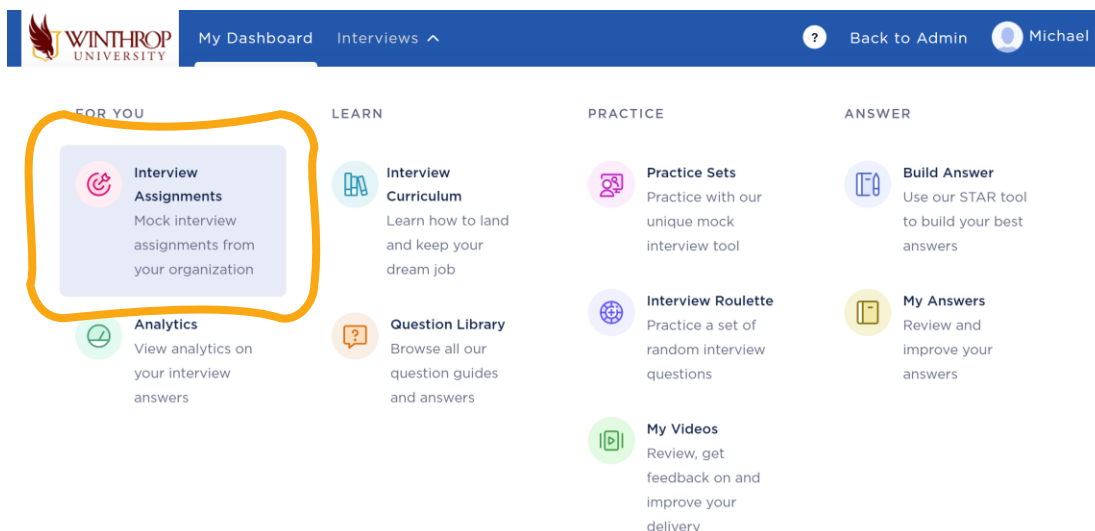 WINTHROP
UNIVERSITY
My Dashboard
Interviews
?
Back to Admin
Michael
FOR YOU
Interview
Assignments
Mock interview
assignments from
your organization
Analytics
View analytics on
your interview
answers
LEARN
Interview
Curriculum
Learn how to land
and keep your
dream job
?
Question Library
Browse all our
question guides
and answers
PRACTICE
Practice Sets
Practice with our
unique mock
interview tool
Interview Roulette
Practice a set of
random interview
questions
My Videos
Review, get
feedback on and
improve your
delivery
ANSWER
Build Answer
Use our STAR tool
to build your best
answers
My Answers
Review and
improve your
answers